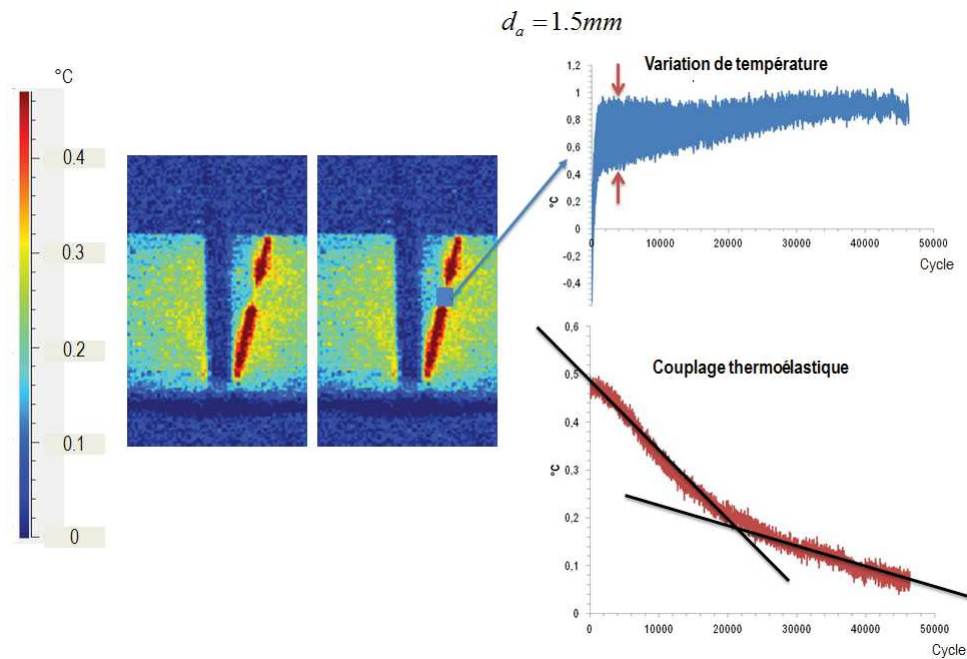 d_a = 1.5mm
°C
0.4
0.3
0.2
0.1
0
Variation de température
1,2
1
0,8
0,6
0,4
0,2
0
-0,2
-0,4
°C
0 10000 20000 30000 40000 50000
Cycle
Couplage thermoélastique
0,6
0,5
0,4
0,3
0,2
0,1
0
°C
0 10000 20000 30000 40000 50000
Cycle